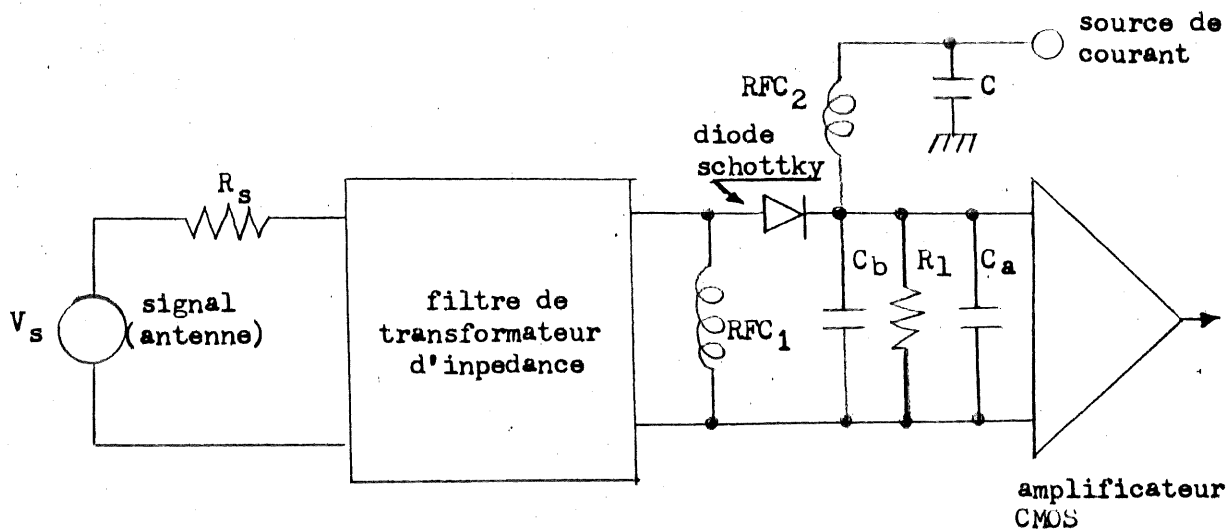 source de
courant
RFC2
C
diode
schottky
Rs
Vs
signal
(antenne)
filtre de
transformateur
d'inpedance
RFC1
Cb
Rl
Ca
amplificateur
CMOS